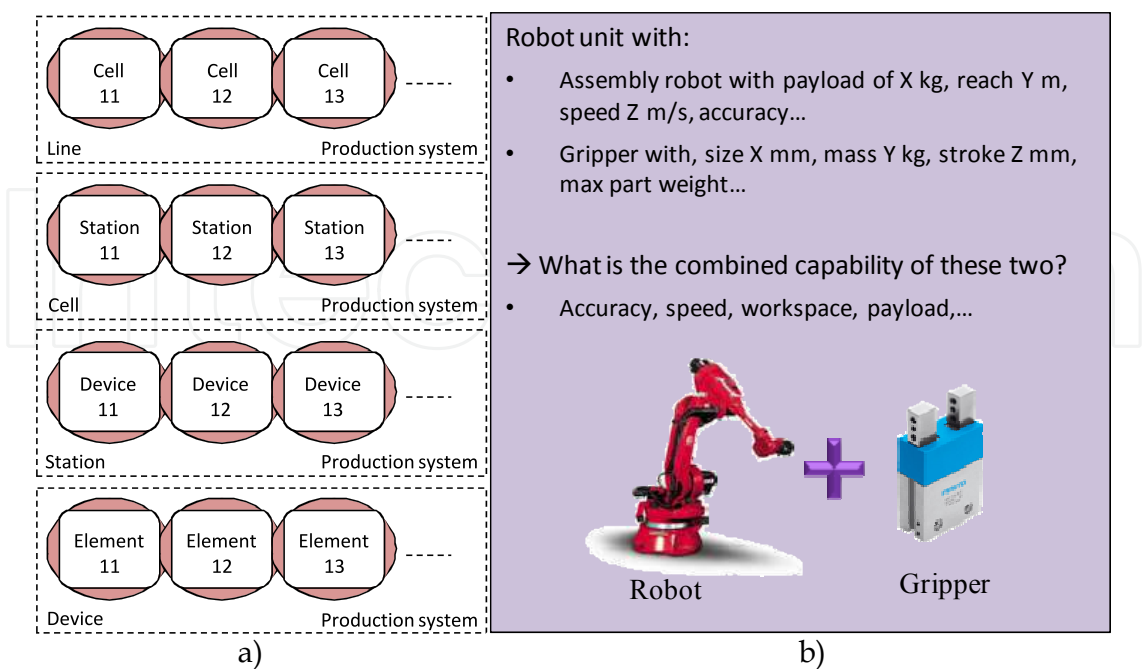 Cell Cell Cell
11 12 13
Line Production system
Station Station Station
11 12 13
Cell Production system
Device Device Device
11 12 13
Station Production system
Element Element Element
11 12 13
Device Production system
a)
Robot unit with:
• Assembly robot with payload of X kg, reach Y m,
speed Z m/s, accuracy…
• Gripper with, size X mm, mass Y kg, stroke Z mm,
max part weight…
→ What is the combined capability of these two?
• Accuracy, speed, workspace, payload,…
FESTO
Robot
Gripper
b)